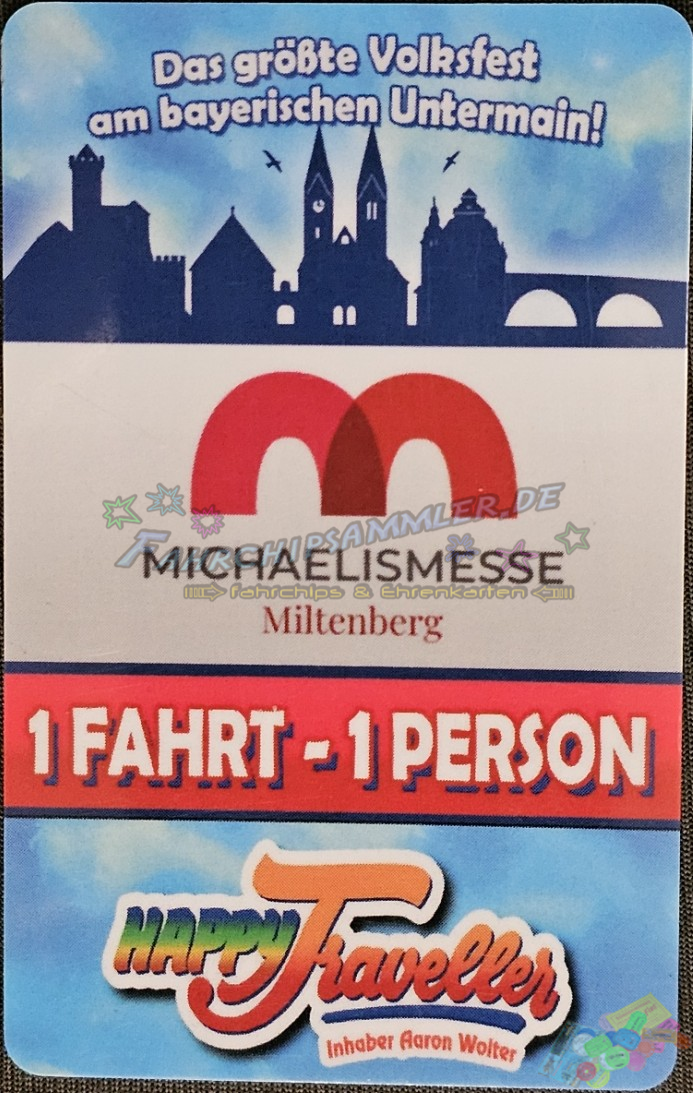 Das größte Volksfest
am bayerischen Untermain!
FAHRCHIPSAMMLER.DE
MICHAELISMESSE
Fahrchips & Ehrenkarten
Miltenberg
1 FAHRT - 1 PERSON
HAPPY Traveller
Inhaber Aaron Wolter